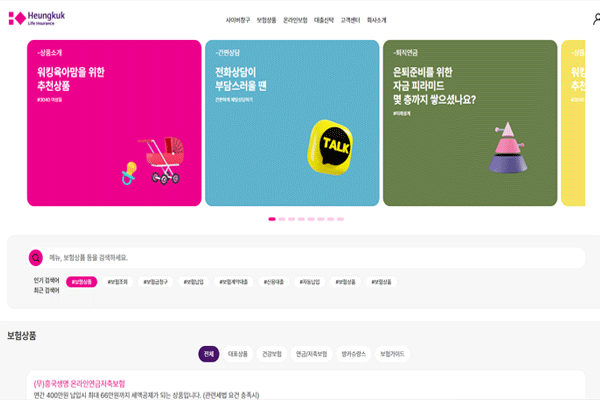 Heungkuk
Life Insurance
사이버창구 보험상품 온라인보험 대출신탁 고객센터 회사소개
-상품소개
워킹육아맘을 위한
추천상품
#3040 여성들
-간편상담
전화상담이
부담스러울 땐
간편하게 채팅상담하기
TALK
-퇴직연금
은퇴준비를 위한
자금 피라미드
몇 층까지 쌓으셨나요?
#미래설계
-상품
워킹
추천
메뉴, 보험상품 등을 검색하세요.
인기 검색어 #보험상품 #보험조회 #보험금청구 #보험납입 #보험계약대출 #신용대출 #자동납입 #보험상품 #보험상품
최근 검색어
보험상품
전체 대표상품 건강보험 연금/저축보험 방카슈랑스 보험가이드
(무)흥국생명 온라인연금저축보험
연간 400만원 납입시 최대 66만원까지 세액공제가 되는 상품입니다. (관련세법 요건 충족시)